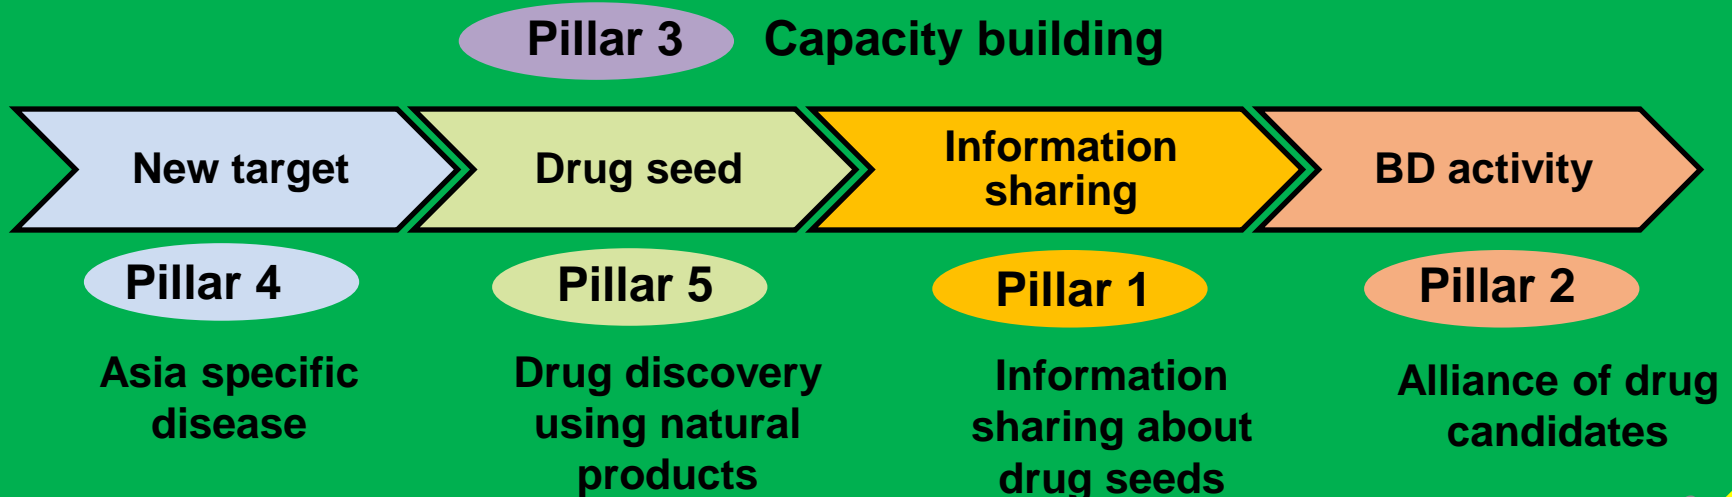 Pillar 3 Capacity building
New target
Drug seed
Information
sharing
BD activity
Pillar 4
Pillar 5
Pillar 1
Pillar 2
Asia specific
disease
Drug discovery
using natural
products
Information
sharing about
drug seeds
Alliance of drug
candidates